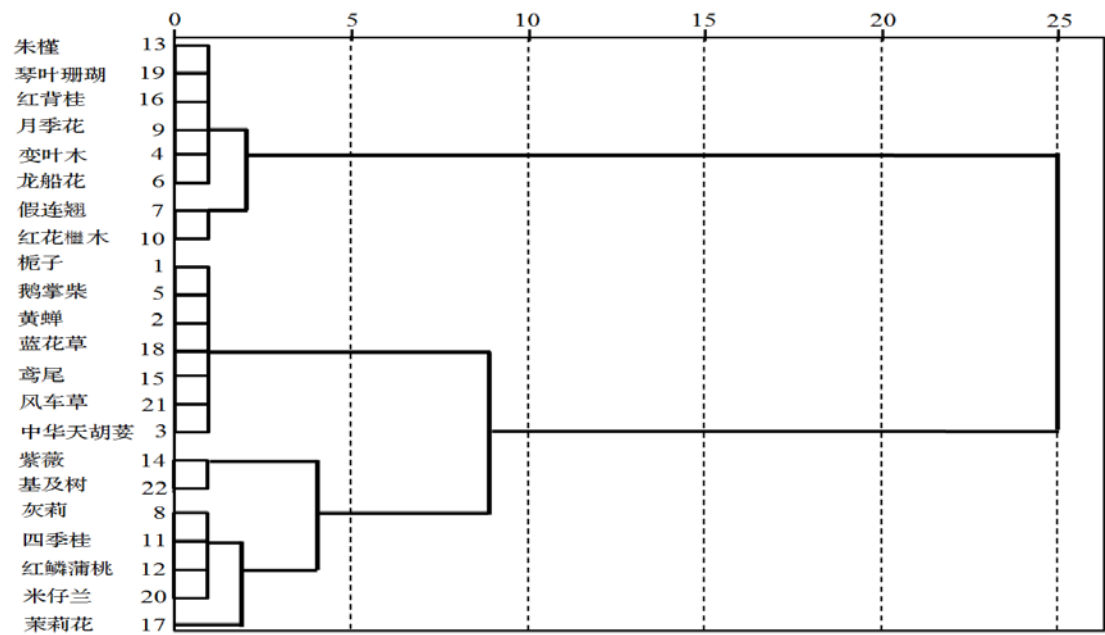 0 5 10 15 20 25
朱槿 13
琴叶珊瑚 19
红背桂 16
月季花 9
变叶木 4
龙船花 6
假连翘 7
红花檵木 10
栀子 1
鹅掌柴 5
黄蝉 2
蓝花草 18
鸢尾 15
风车草 21
中华天胡荽 3
紫薇 14
基及树 22
灰莉 8
四季桂 11
红鳞蒲桃 12
米仔兰 20
茉莉花 17